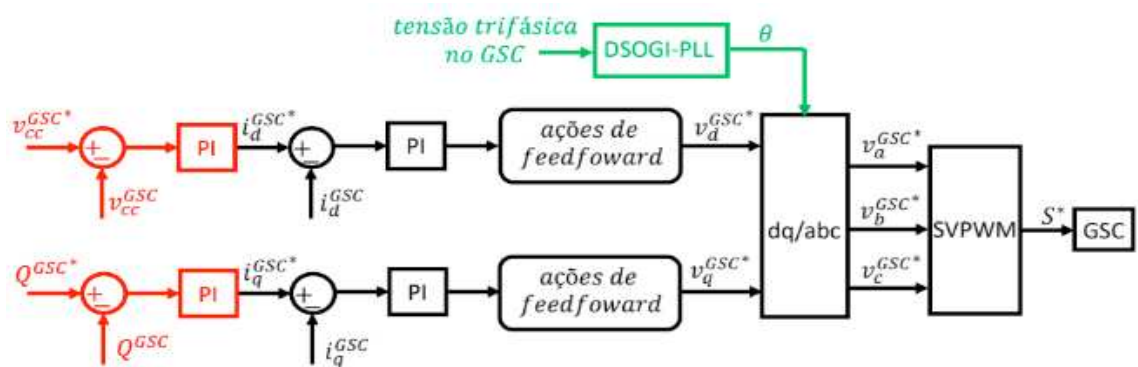 tensão trifásica
no GSC
DSOGI-PLL
θ
v_cc^GSC*
+
−
PI
i_d^GSC*
+
−
PI
ações de
feedfoward
v_d^GSC*
v_cc^GSC
i_d^GSC
dq/abc
v_a^GSC*
v_b^GSC*
v_c^GSC*
SVPWM
S*
GSC
Q^GSC*
+
−
PI
i_q^GSC*
+
−
PI
ações de
feedfoward
v_q^GSC*
Q^GSC
i_q^GSC